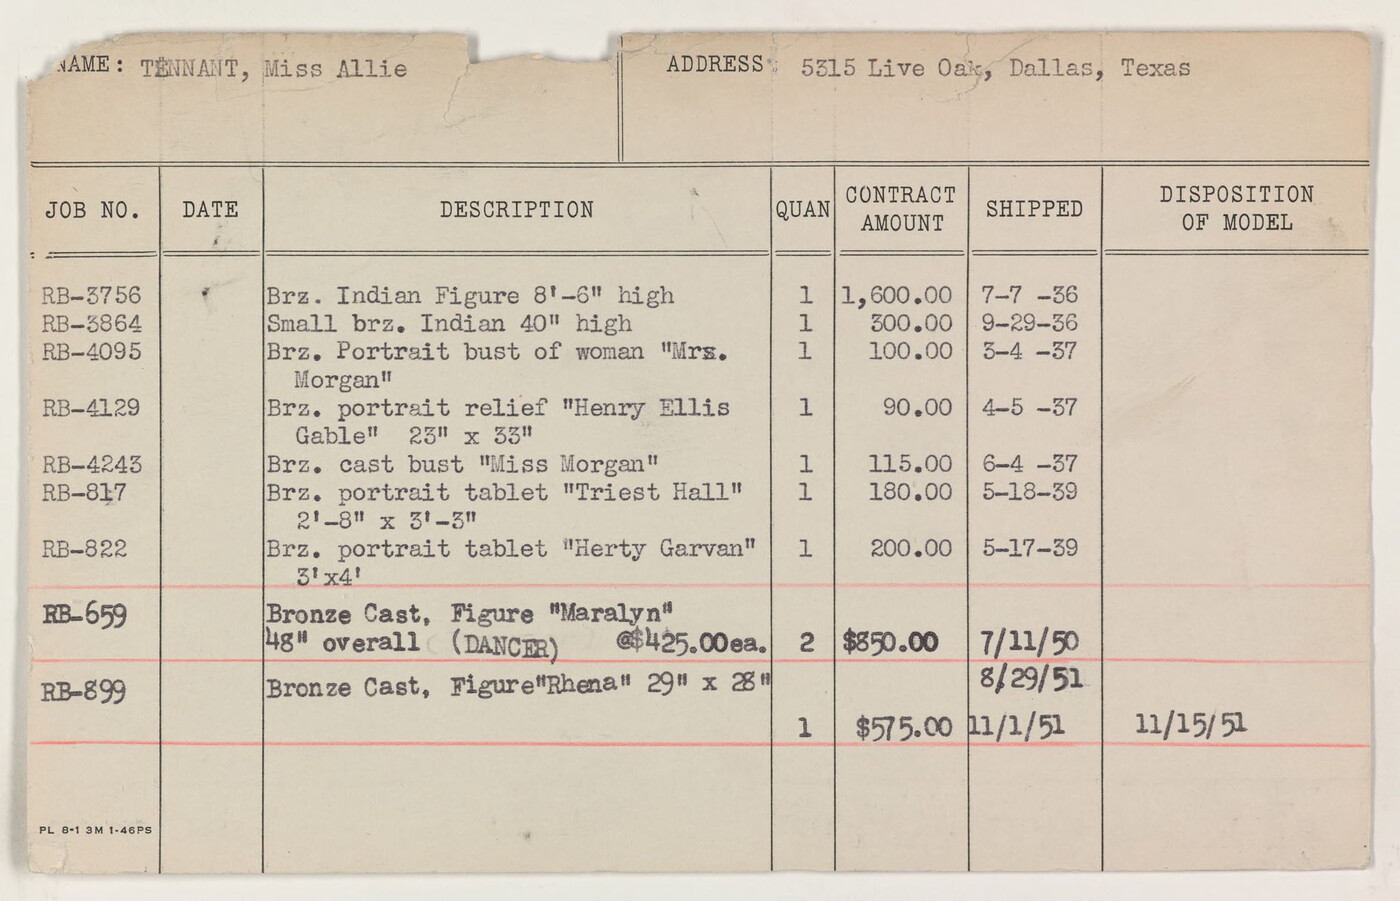 NAME: TENNANT, Miss Allie ADDRESS: 5315 Live Oak, Dallas, Texas
JOB NO. DATE DESCRIPTION QUAN CONTRACT AMOUNT SHIPPED DISPOSITION OF MODEL
RB-3756 Brz. Indian Figure 8'-6" high 1 1,600.00 7-7 -36
RB-3864 Small brz. Indian 40" high 1 300.00 9-29-36
RB-4095 Brz. Portrait bust of woman "Mrs. 1 100.00 3-4 -37
Morgan"
RB-4129 Brz. portrait relief "Henry Ellis 1 90.00 4-5 -37
Gable" 23" x 33"
RB-4243 Brz. cast bust "Miss Morgan" 1 115.00 6-4 -37
RB-817 Brz. portrait tablet "Triest Hall" 1 180.00 5-18-39
2'-8" x 3'-3"
RB-822 Brz. portrait tablet "Herty Garvan" 1 200.00 5-17-39
3'x4'
RB-659 Bronze Cast, Figure "Maralyn"
48" overall (DANCER) @$425.00ea. 2 $850.00 7/11/50
RB-899 Bronze Cast, Figure"Rhena" 29" x 28" 8/29/51
1 $575.00 11/1/51 11/15/51
PL 8-1 3M 1-46PS